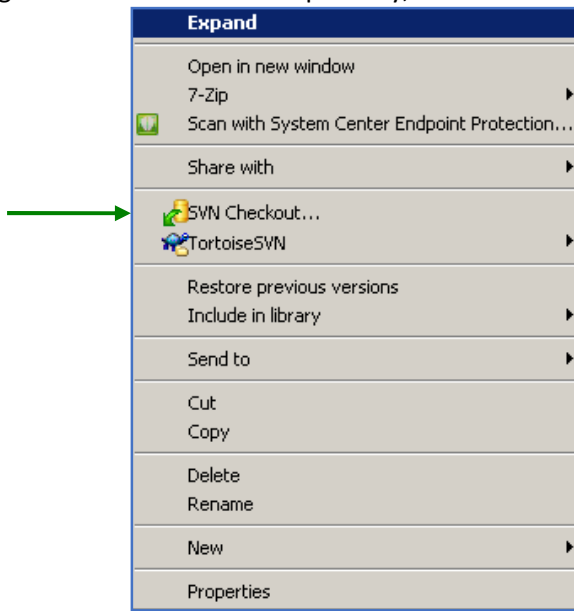 Expand
Open in new window
7-Zip
Scan with System Center Endpoint Protection...
Share with
SVN Checkout...
TortoiseSVN
Restore previous versions
Include in library
Send to
Cut
Copy
Delete
Rename
New
Properties